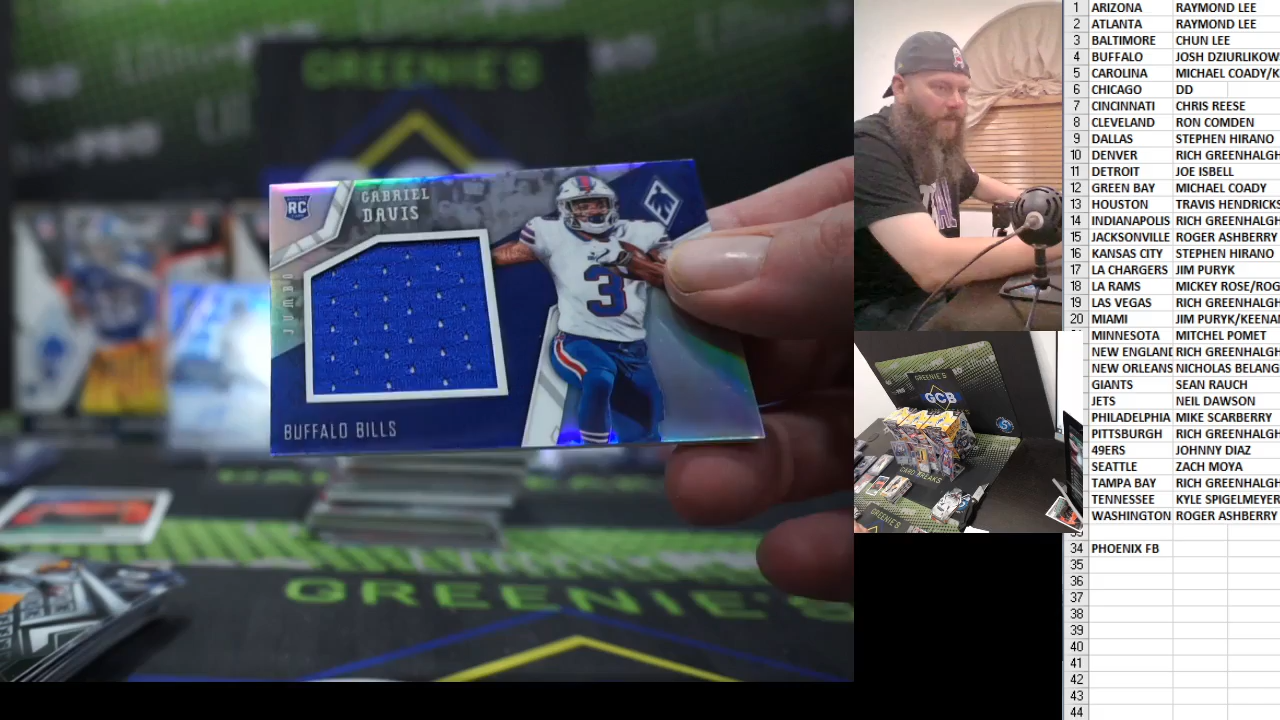 GREENIE'S
RC
GABRIEL
DAVIS
JUMBO
3
BUFFALO BILLS
GREENIE'S
GREENIE'S
GCB
CARD BREAKS
GREENIE'S
1 ARIZONA RAYMOND LEE
2 ATLANTA RAYMOND LEE
3 BALTIMORE CHUN LEE
4 BUFFALO JOSH DZIURLIKOW
5 CAROLINA MICHAEL COADY/K
6 CHICAGO DD
7 CINCINNATI CHRIS REESE
8 CLEVELAND RON COMDEN
9 DALLAS STEPHEN HIRANO
10 DENVER RICH GREENHALGH
11 DETROIT JOE ISBELL
12 GREEN BAY MICHAEL COADY
13 HOUSTON TRAVIS HENDRICKS
14 INDIANAPOLIS RICH GREENHALGH
15 JACKSONVILLE ROGER ASHBERRY
16 KANSAS CITY STEPHEN HIRANO
17 LA CHARGERS JIM PURYK
18 LA RAMS MICKEY ROSE/ROG
19 LAS VEGAS RICH GREENHALGH
20 MIAMI JIM PURYK/KEENAN
MINNESOTA MITCHEL POMET
NEW ENGLAND RICH GREENHALGH
NEW ORLEANS NICHOLAS BELANG
GIANTS SEAN RAUCH
JETS NEIL DAWSON
PHILADELPHIA MIKE SCARBERRY
PITTSBURGH RICH GREENHALGH
49ERS JOHNNY DIAZ
SEATTLE ZACH MOYA
TAMPA BAY RICH GREENHALGH
TENNESSEE KYLE SPIGELMEYER
WASHINGTON ROGER ASHBERRY
34 PHOENIX FB
35
36
37
38
39
40
41
42
43
44